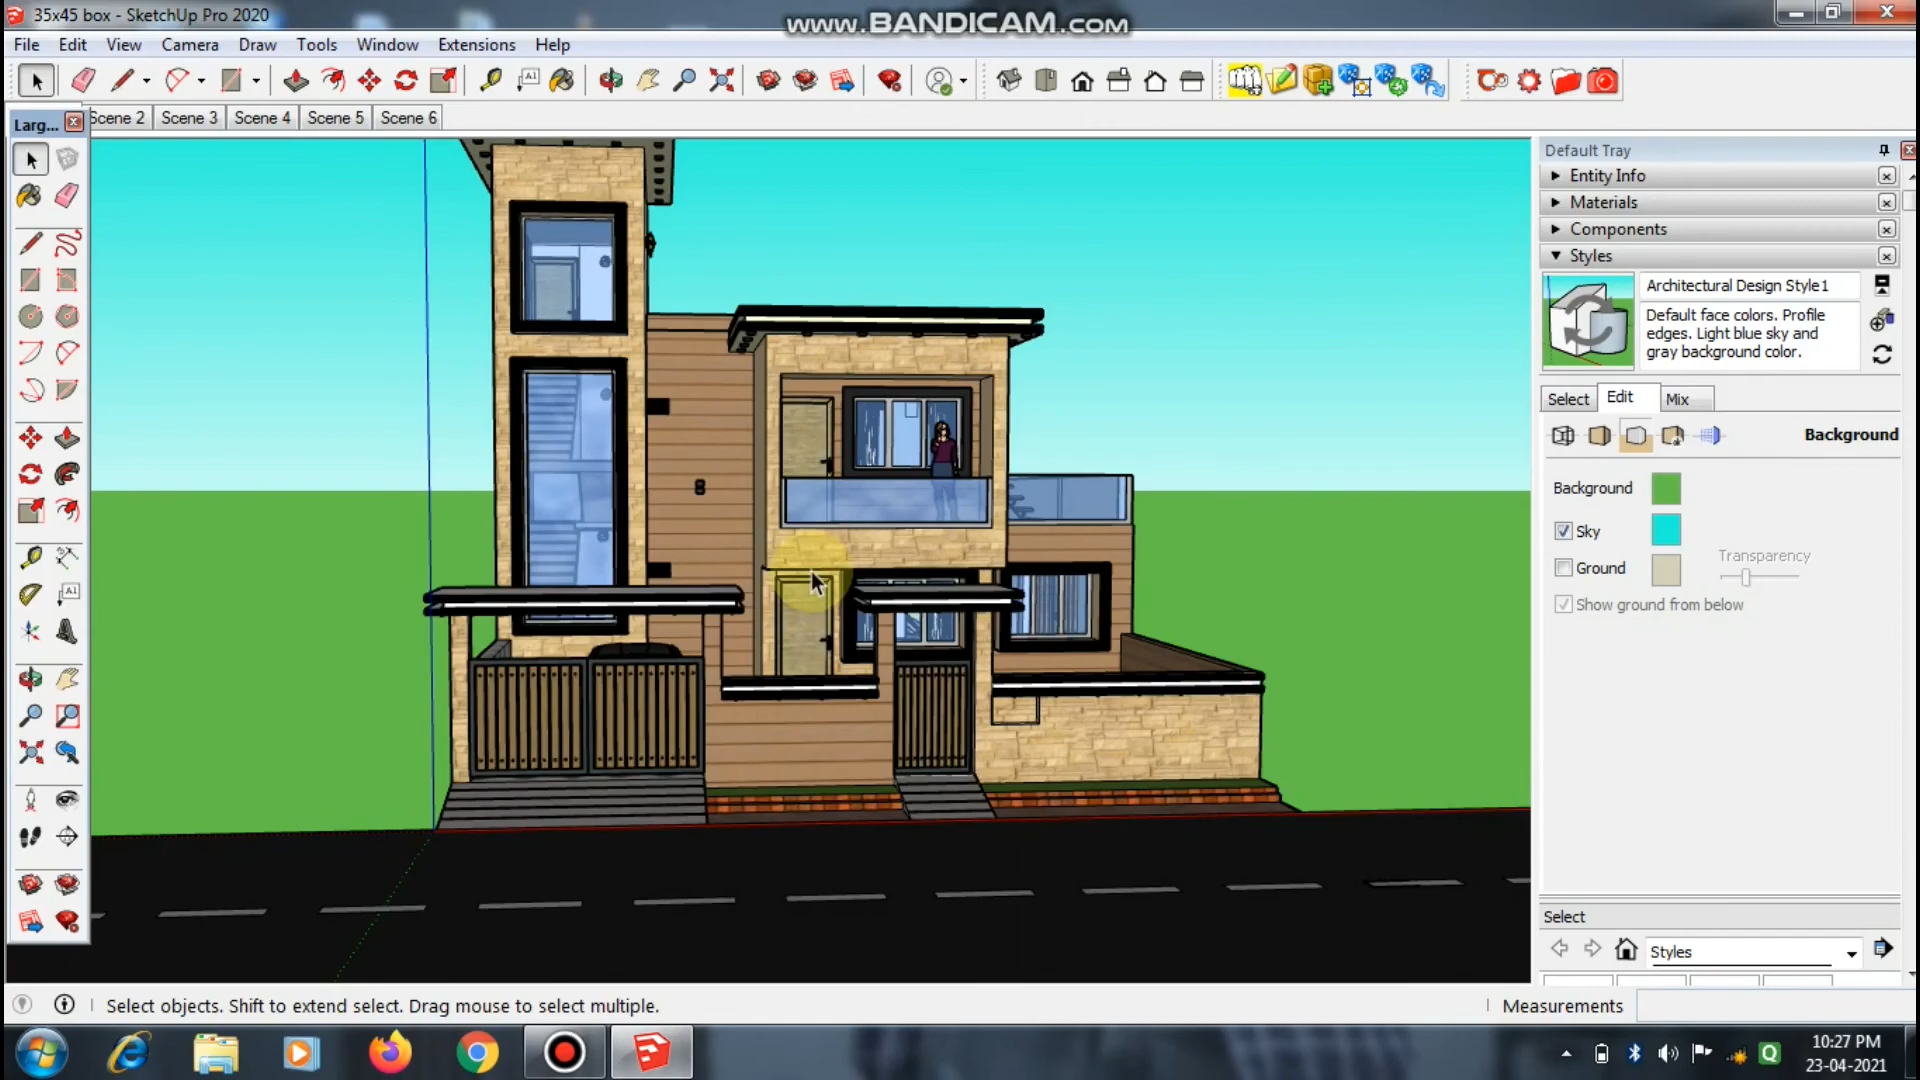 35x45 box - SketchUp Pro 2020
www.BANDICAM.com
File Edit View Camera Draw Tools Window Extensions Help
Larg...
Scene 2 Scene 3 Scene 4 Scene 5 Scene 6
Default Tray
Entity Info
Materials
Components
Styles
Architectural Design Style1
Default face colors. Profile
edges. Light blue sky and
gray background color.
Select Edit Mix
Background
Background
Sky
Transparency
Ground
Show ground from below
8
Select
Styles
Select objects. Shift to extend select. Drag mouse to select multiple.
Measurements
10:27 PM
23-04-2021